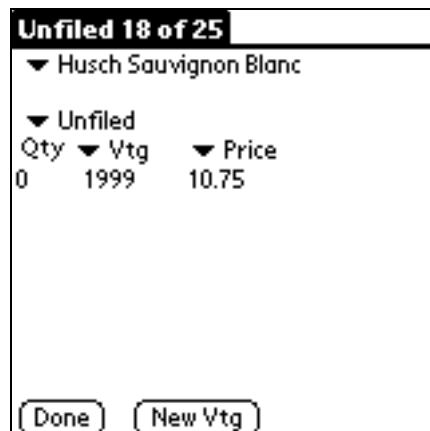 Unfiled 18 of 25
Husch Sauvignon Blanc
Unfiled
Qty Vtg Price
0 1999 10.75
Done New Vtg